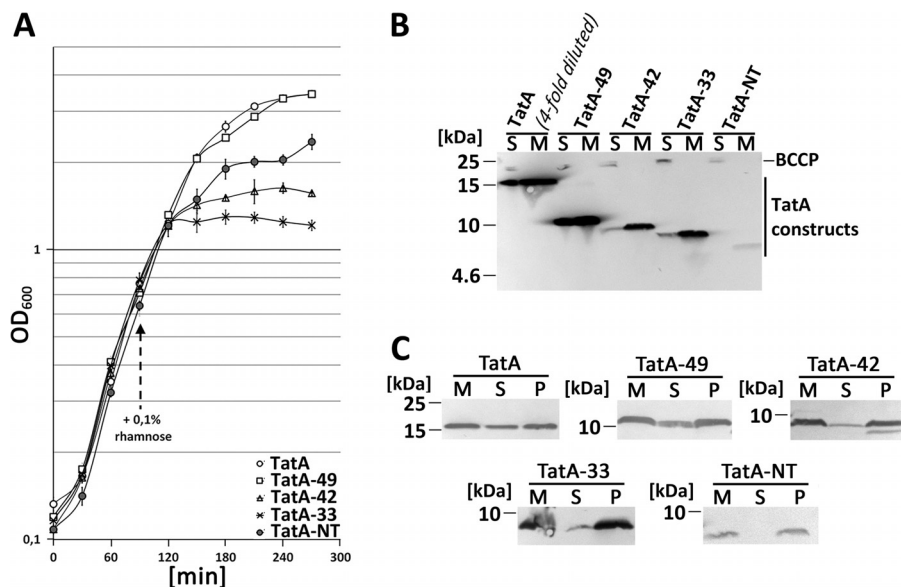 A
OD600
1
0,1
+ 0,1%
rhamnose
TatA
TatA-49
TatA-42
TatA-33
TatA-NT
0 60 120 180 240 300
[min]
B
TatA
(4-fold diluted)
TatA-49
TatA-42
TatA-33
TatA-NT
[kDa]
S M S M S M S M S M
25
15
10
4.6
BCCP
TatA
constructs
C
TatA
[kDa] M S P
25
15
TatA-49
[kDa] M S P
10
TatA-42
[kDa] M S P
10
TatA-33
[kDa] M S P
10
TatA-NT
[kDa] M S P
10